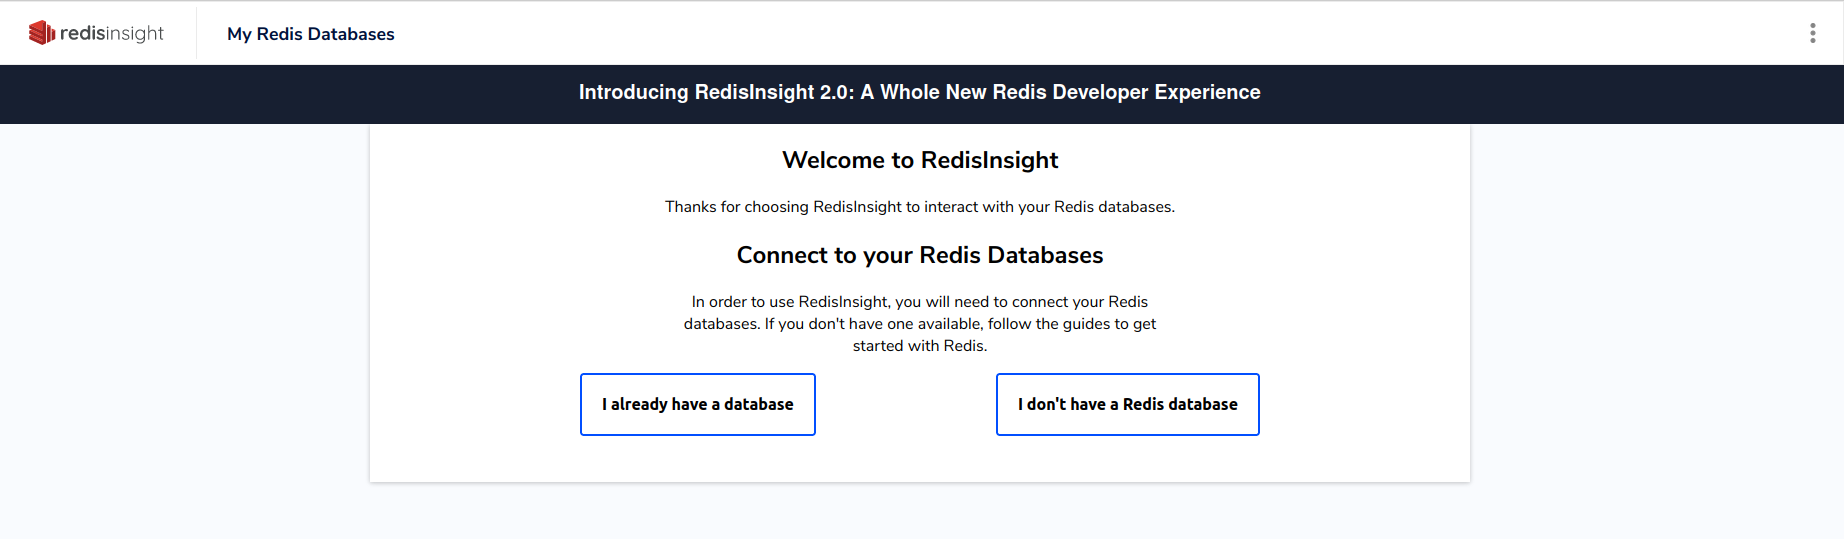 redisinsight
My Redis Databases
Introducing RedisInsight 2.0: A Whole New Redis Developer Experience
Welcome to RedisInsight
Thanks for choosing RedisInsight to interact with your Redis databases.
Connect to your Redis Databases
In order to use RedisInsight, you will need to connect your Redis
databases. If you don't have one available, follow the guides to get
started with Redis.
I already have a database
I don't have a Redis database